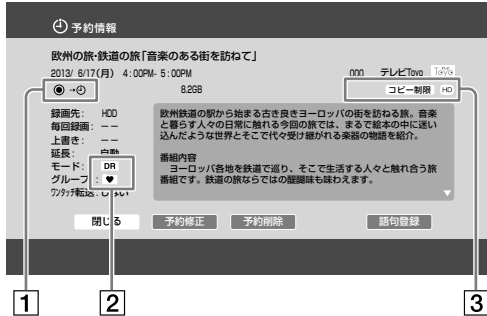 予約情報
欧州の旅・鉄道の旅「音楽のある街を訪ねて」
2013/ 6/17(月) 4:00PM- 5:00PM 000 テレビToyo
8.2GB コピー制限 HD
録画先: HDD
毎回録画: ーー
上書き: ーー
延長: 自動
モード: DR
グループ: ♥
ワンタッチ転送: しない
欧州鉄道の駅から始まる古き良きヨーロッパの街を訪ねる旅。音楽
と暮らす人々の日常に触れる今回の旅では、まるで絵本の中に迷い
込んだような世界とそこで代々受け継がれる楽器の物語を紹介。
番組内容
ヨーロッパ各地を鉄道で巡り、そこで生活する人々と触れ合う旅
番組です。鉄道の旅ならではの醍醐味も味わえます。
閉じる 予約修正 予約削除 語句登録
1 2 3